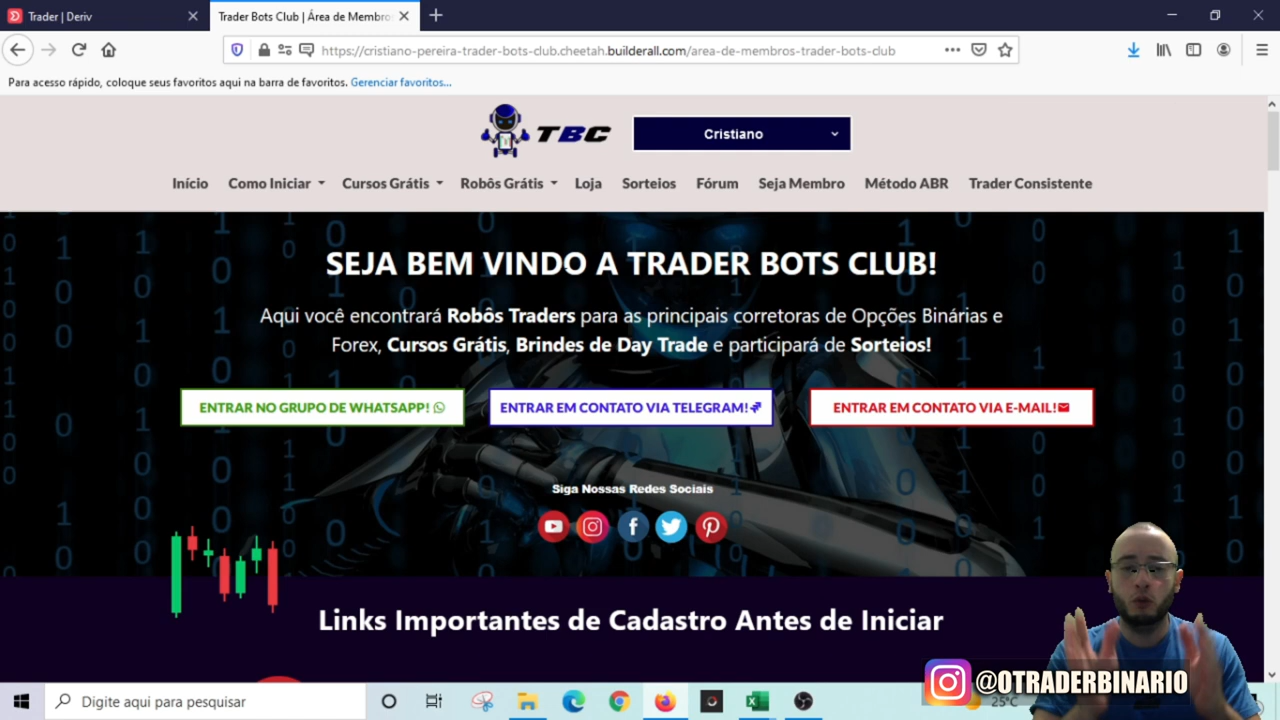 Trader | Deriv
Trader Bots Club | Área de Membro
https://cristiano-pereira-trader-bots-club.cheetah.builderall.com/area-de-membros-trader-bots-club
Para acesso rápido, coloque seus favoritos aqui na barra de favoritos. Gerenciar favoritos...
TBC
Cristiano
Início Como Iniciar Cursos Grátis Robôs Grátis Loja Sorteios Fórum Seja Membro Método ABR Trader Consistente
SEJA BEM VINDO A TRADER BOTS CLUB!
Aqui você encontrará Robôs Traders para as principais corretoras de Opções Binárias e
Forex, Cursos Grátis, Brindes de Day Trade e participará de Sorteios!
ENTRAR NO GRUPO DE WHATSAPP! ENTRAR EM CONTATO VIA TELEGRAM! ENTRAR EM CONTATO VIA E-MAIL!
Siga Nossas Redes Sociais
Links Importantes de Cadastro Antes de Iniciar
@OTRADERBINARIO
Digite aqui para pesquisar
25°C